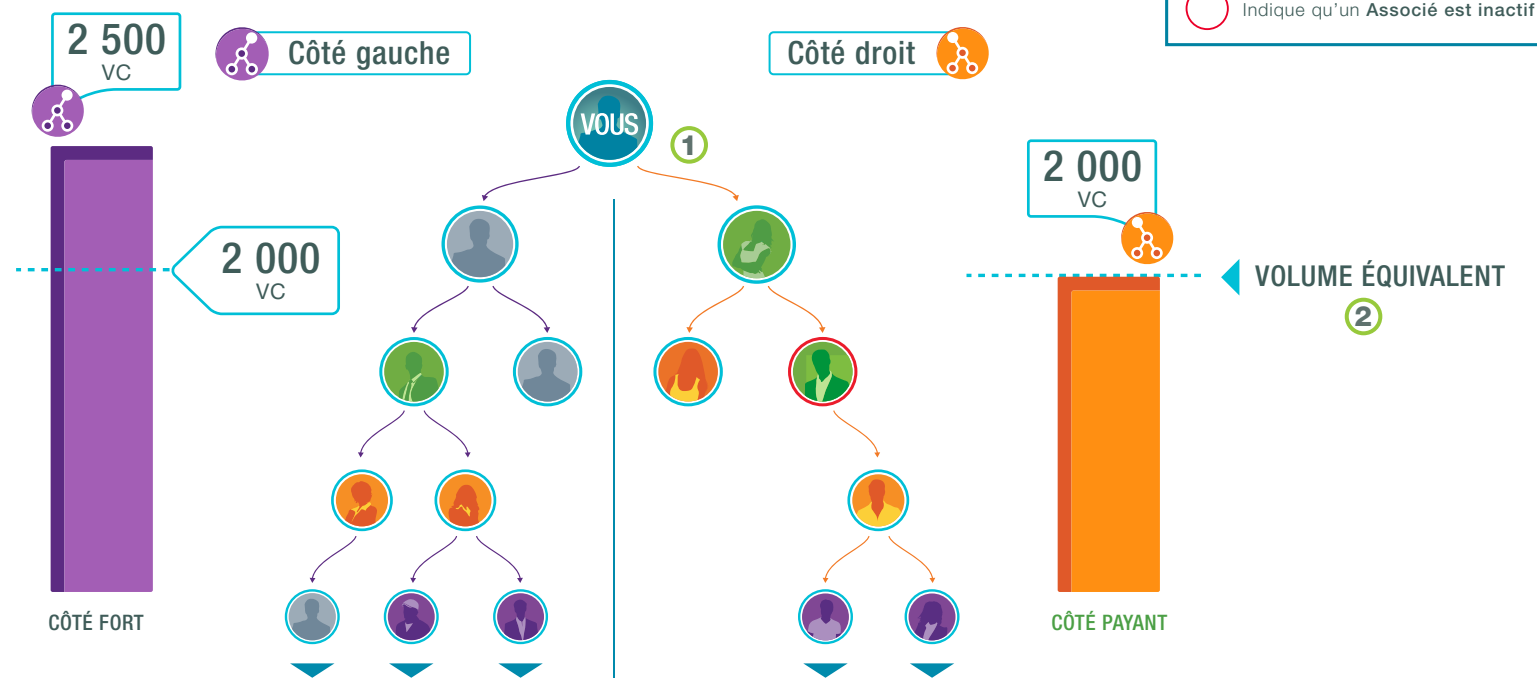 Indique qu'un Associé est inactif
2 500
VC
Côté gauche
Côté droit
VOUS
1
2 000
VC
2 000
VC
VOLUME ÉQUIVALENT
2
CÔTÉ FORT
CÔTÉ PAYANT